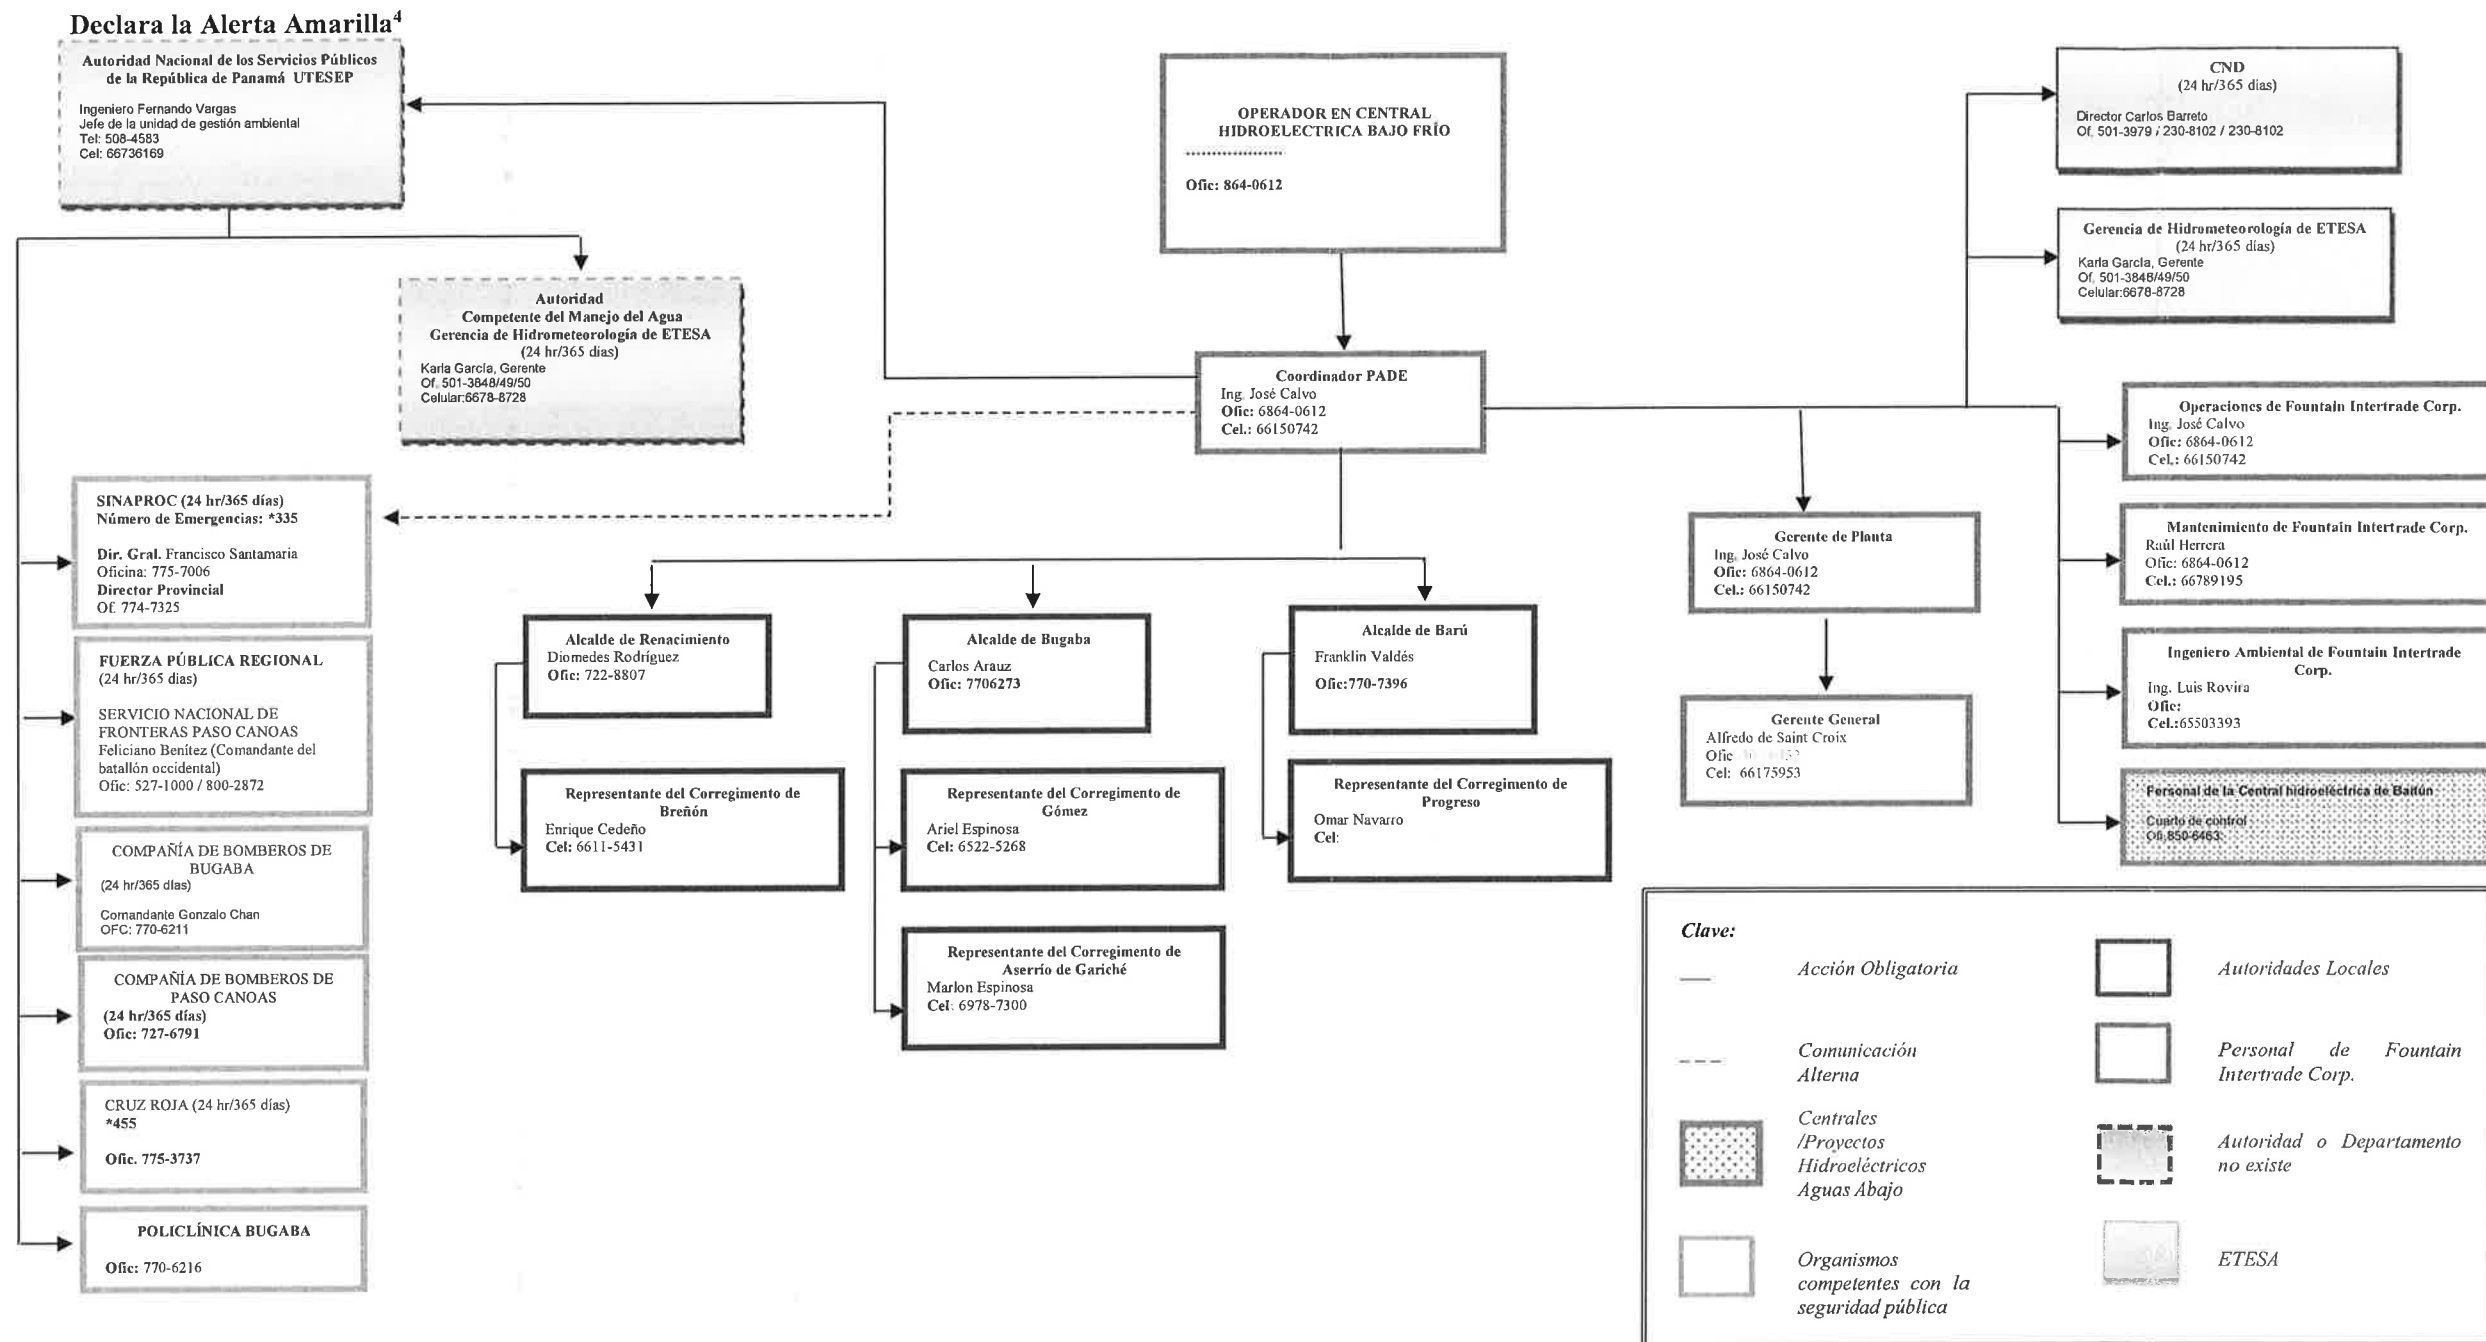 Declara la Alerta Amarilla⁴
Autoridad Nacional de los Servicios Públicos
de la República de Panamá UTESEP
Ingeniero Fernando Vargas
Jefe de la unidad de gestión ambiental
Tel: 508-4583
Cel: 66736169
OPERADOR EN CENTRAL
HIDROELECTRICA BAJO FRÍO
Ofic: 864-0612
CND
(24 hr/365 días)
Director Carlos Barreto
Of. 501-3979 / 230-8102 / 230-8102
Gerencia de Hidrometeorología de ETESA
(24 hr/365 días)
Karla García, Gerente
Of. 501-3848/49/50
Celular:6678-8728
Autoridad
Competente del Manejo del Agua
Gerencia de Hidrometeorología de ETESA
(24 hr/365 días)
Karla García, Gerente
Of. 501-3848/49/50
Celular:6678-8728
Coordinador PADE
Ing. José Calvo
Ofic: 6864-0612
Cel.: 66150742
Operaciones de Fountain Intertrade Corp.
Ing. José Calvo
Ofic: 6864-0612
Cel.: 66150742
Mantenimiento de Fountain Intertrade Corp.
Raúl Herrera
Ofic: 6864-0612
Cel.: 66789195
Ingeniero Ambiental de Fountain Intertrade
Corp.
Ing. Luis Rovira
Ofic:
Cel.:65503393
Personal de la Central hidroeléctrica de Baitún
Cuarto de control
Ofi.850-6463
Gerente de Planta
Ing. José Calvo
Ofic: 6864-0612
Cel.: 66150742
Gerente General
Alfredo de Saint Croix
Ofic
Cel: 66175953
SINAPROC (24 hr/365 días)
Número de Emergencias: *335
Dir. Gral. Francisco Santamaría
Oficina: 775-7006
Director Provincial
Of. 774-7325
FUERZA PÚBLICA REGIONAL
(24 hr/365 días)
SERVICIO NACIONAL DE
FRONTERAS PASO CANOAS
Feliciano Benítez (Comandante del
batallón occidental)
Ofic: 527-1000 / 800-2872
COMPAÑÍA DE BOMBEROS DE
BUGABA
(24 hr/365 días)
Comandante Gonzalo Chan
OFC: 770-6211
COMPAÑÍA DE BOMBEROS DE
PASO CANOAS
(24 hr/365 días)
Ofic: 727-6791
CRUZ ROJA (24 hr/365 días)
*455
Ofic. 775-3737
POLICLÍNICA BUGABA
Ofic: 770-6216
Alcalde de Renacimiento
Diomedes Rodríguez
Ofic: 722-8807
Alcalde de Bugaba
Carlos Arauz
Ofic: 7706273
Alcalde de Barú
Franklin Valdés
Ofic:770-7396
Representante del Corregimento de
Breñón
Enrique Cedeño
Cel: 6611-5431
Representante del Corregimento de
Gómez
Ariel Espinosa
Cel: 6522-5268
Representante del Corregimento de
Progreso
Omar Navarro
Cel:
Representante del Corregimento de
Aserrío de Gariché
Marlon Espinosa
Cel: 6978-7300
Clave:
Acción Obligatoria
Comunicación
Alterna
Centrales
/Proyectos
Hidroeléctricos
Aguas Abajo
Organismos
competentes con la
seguridad pública
Autoridades Locales
Personal de Fountain
Intertrade Corp.
Autoridad o Departamento
no existe
ETESA